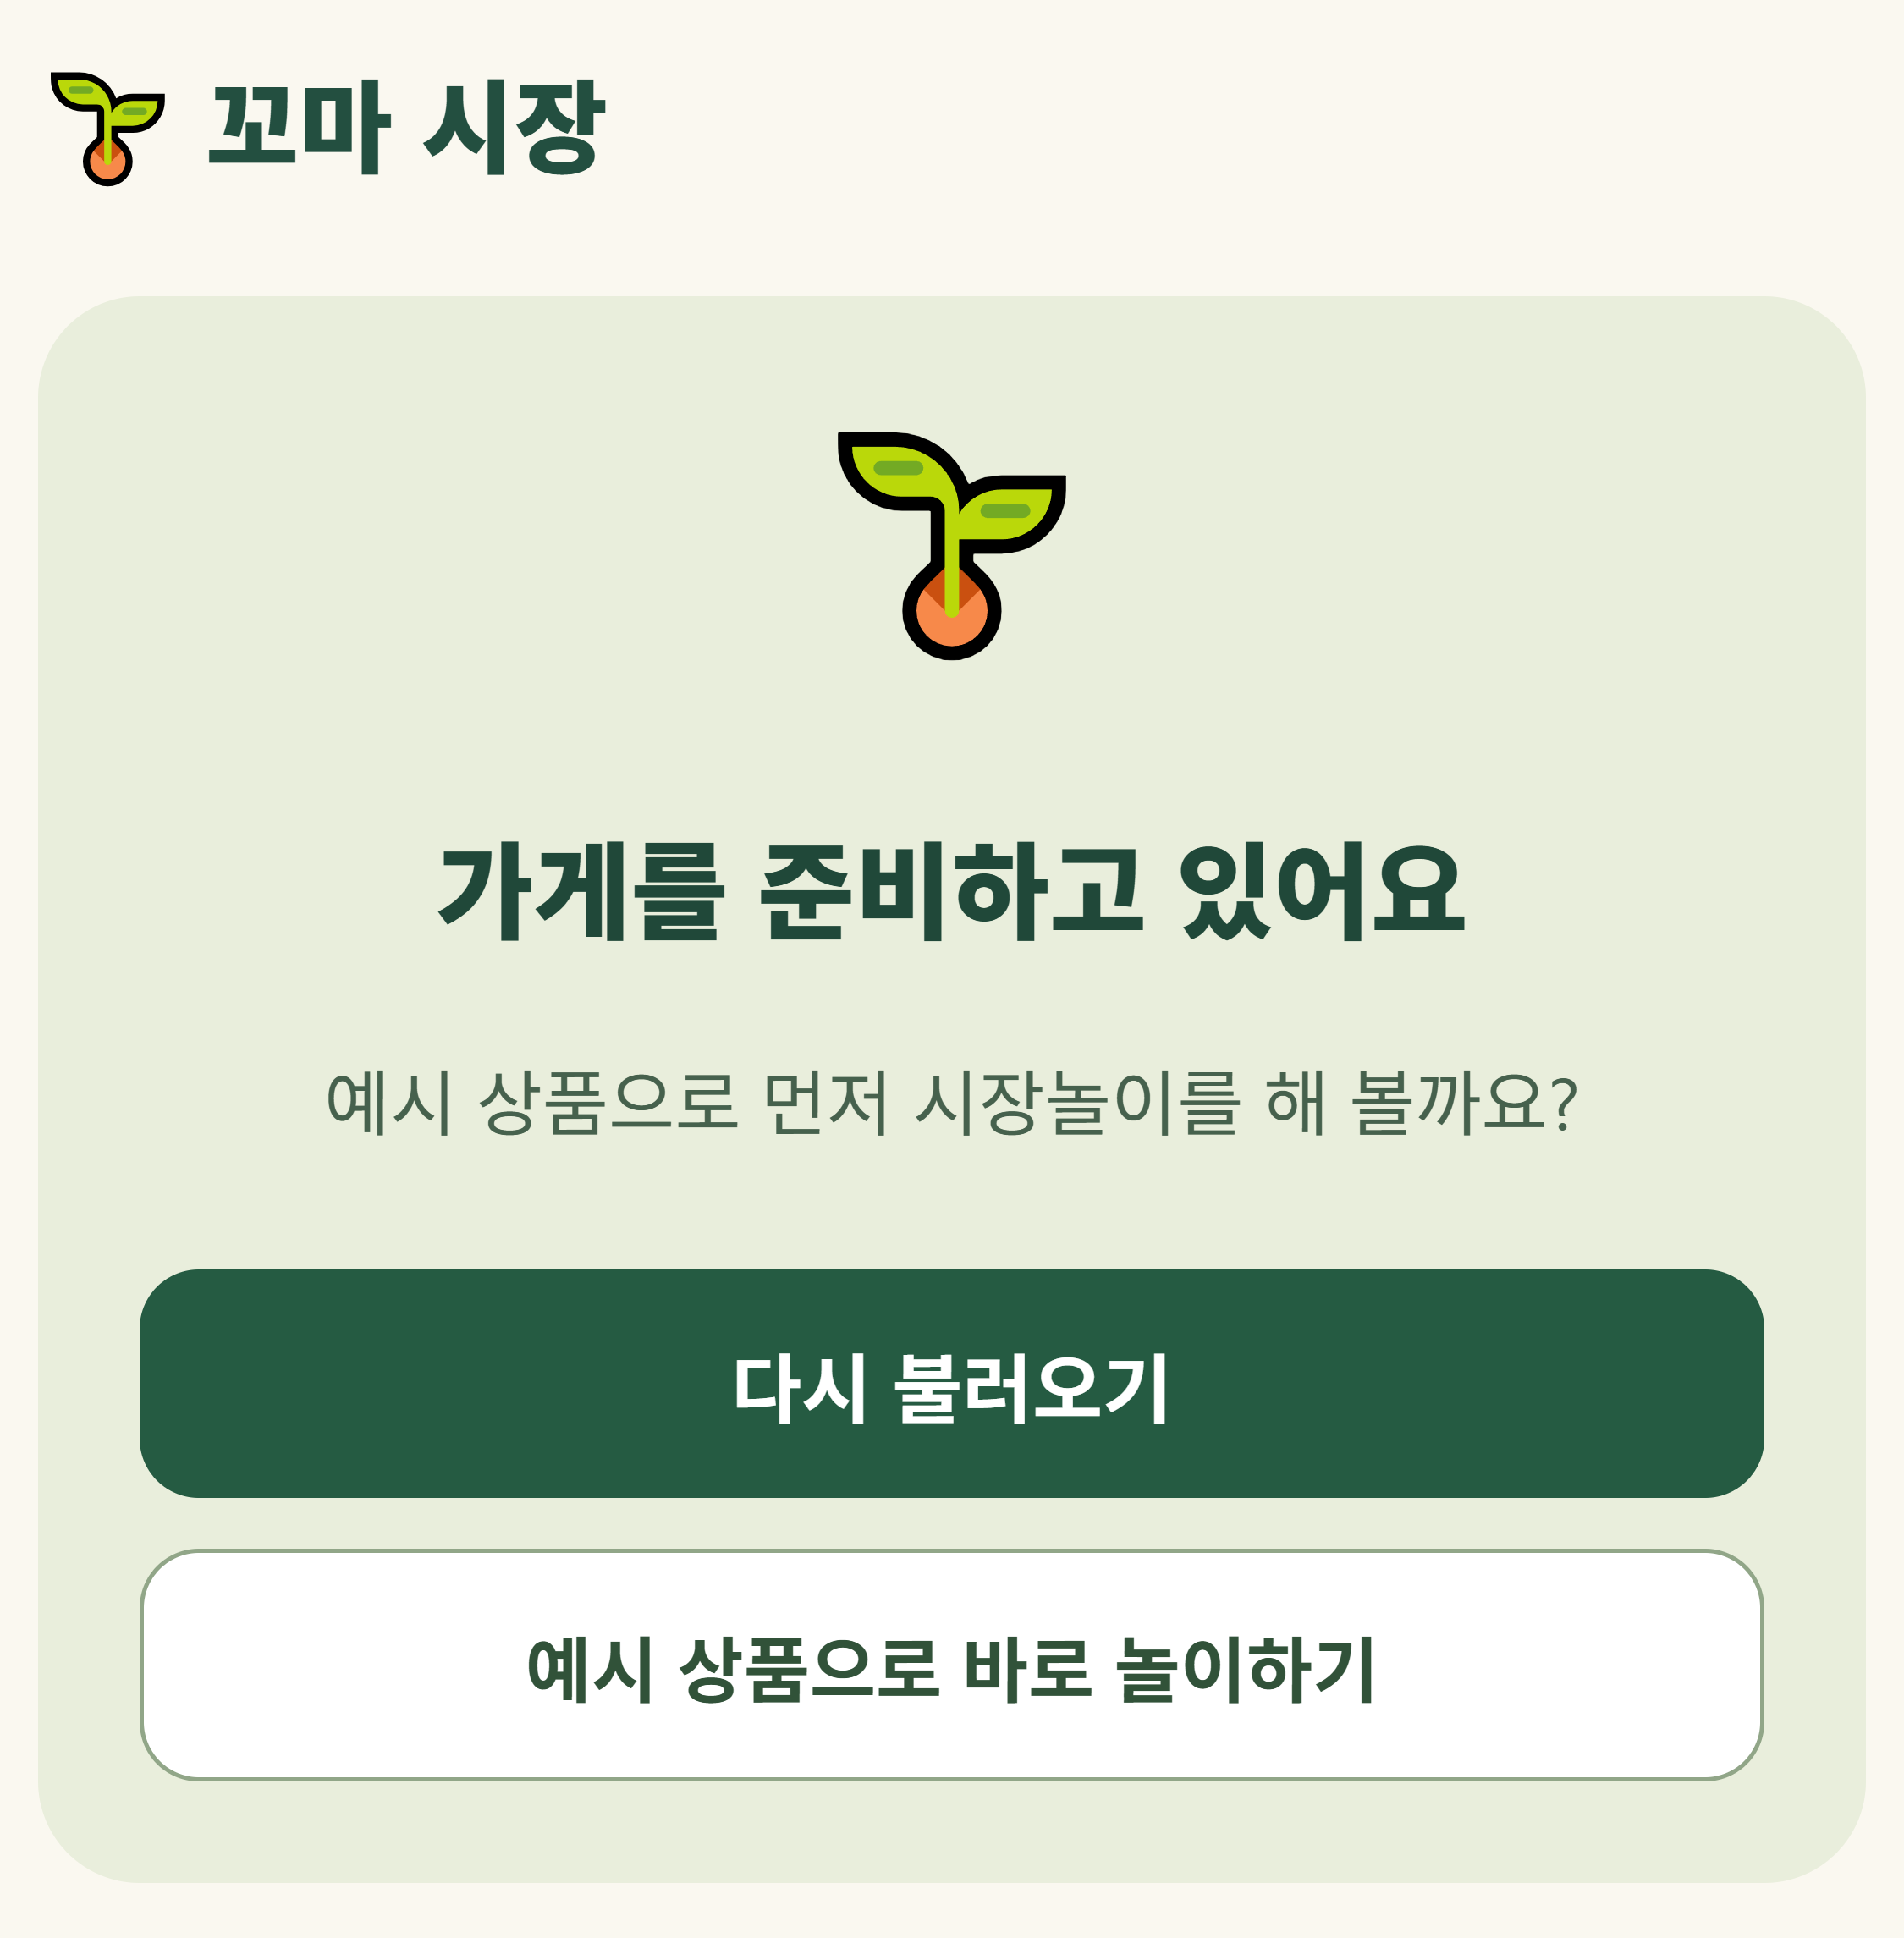 꼬마 시장
가게를 준비하고 있어요
예시 상품으로 먼저 시장놀이를 해 볼까요?
다시 불러오기
예시 상품으로 바로 놀이하기